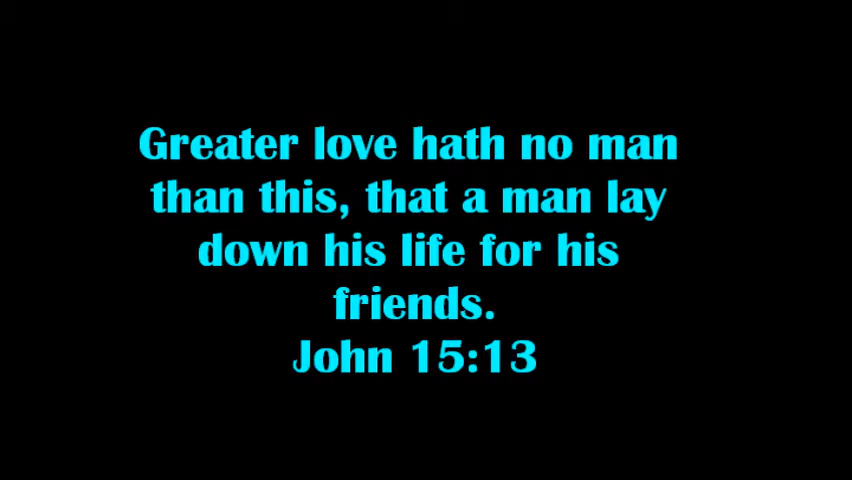 Greater love hath no man
than this, that a man lay
down his life for his
friends.
John 15:13